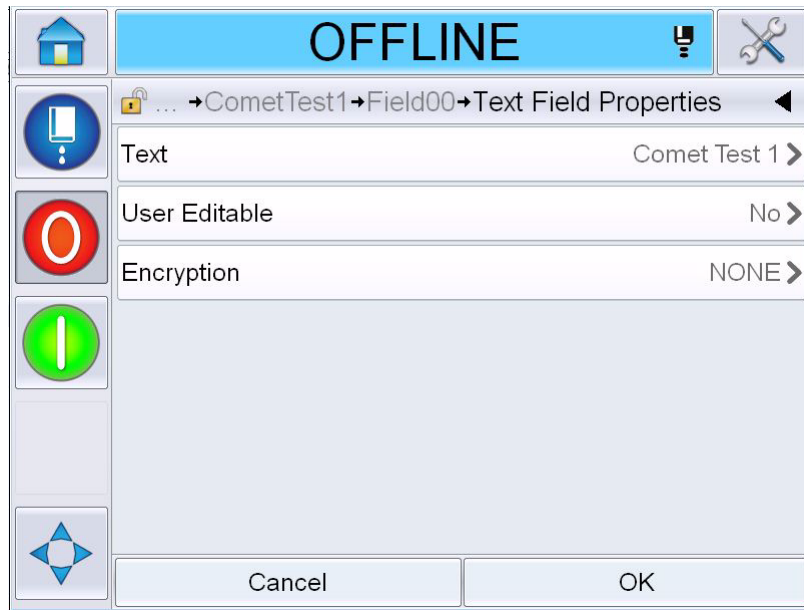 OFFLINE
... →CometTest1→Field00→Text Field Properties
Text Comet Test 1
User Editable No
Encryption NONE
Cancel OK